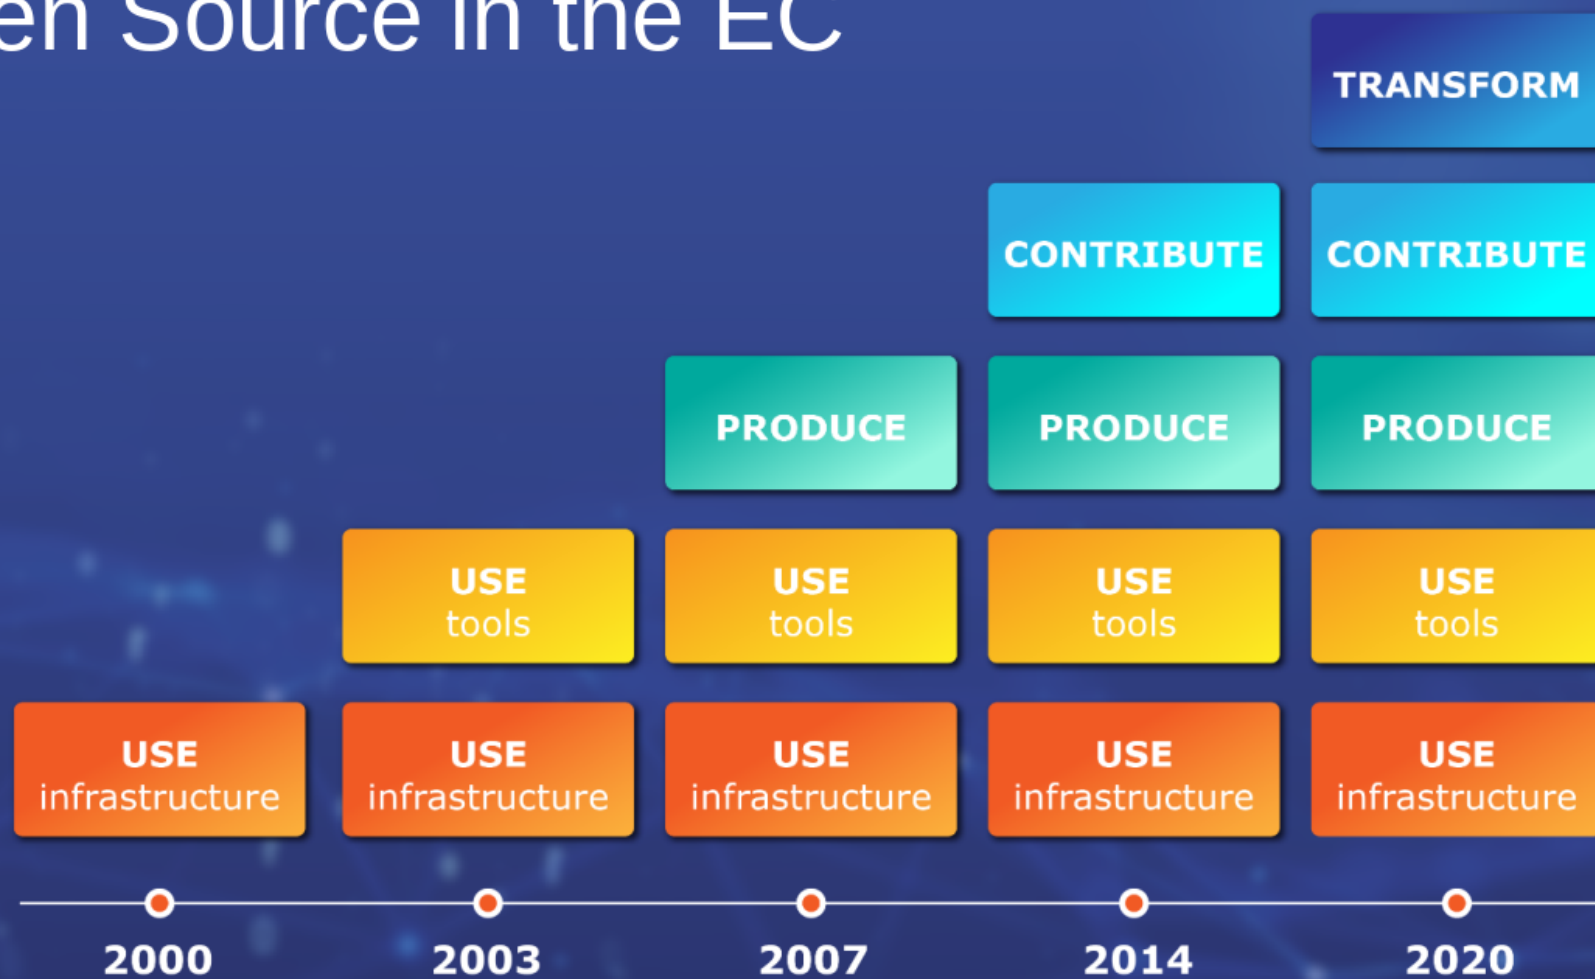 en Source in the EC
TRANSFORM
CONTRIBUTE CONTRIBUTE
PRODUCE PRODUCE PRODUCE
USE USE USE USE
tools tools tools tools
USE USE USE USE USE
infrastructure infrastructure infrastructure infrastructure infrastructure
2000 2003 2007 2014 2020